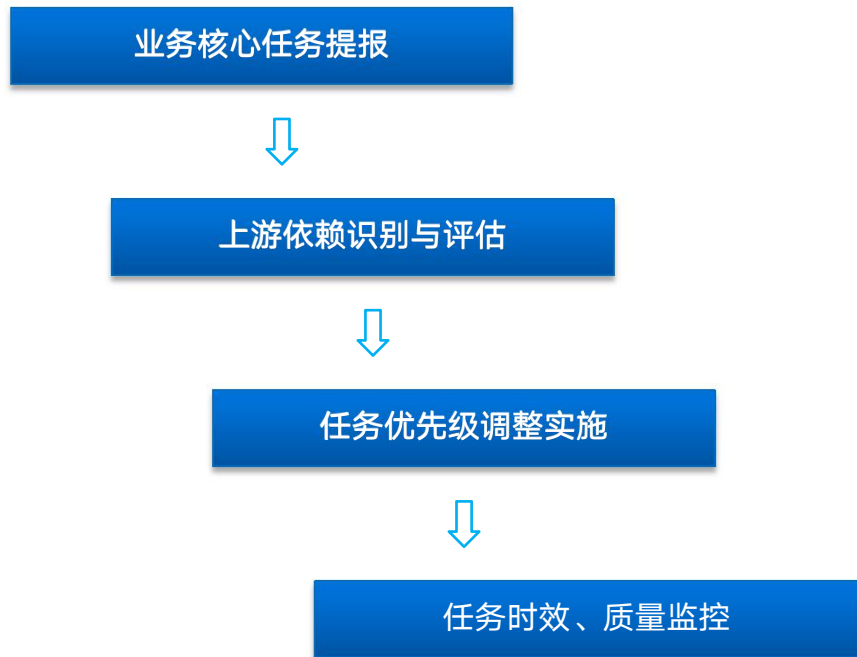 业务核心任务提报
上游依赖识别与评估
任务优先级调整实施
任务时效、质量监控